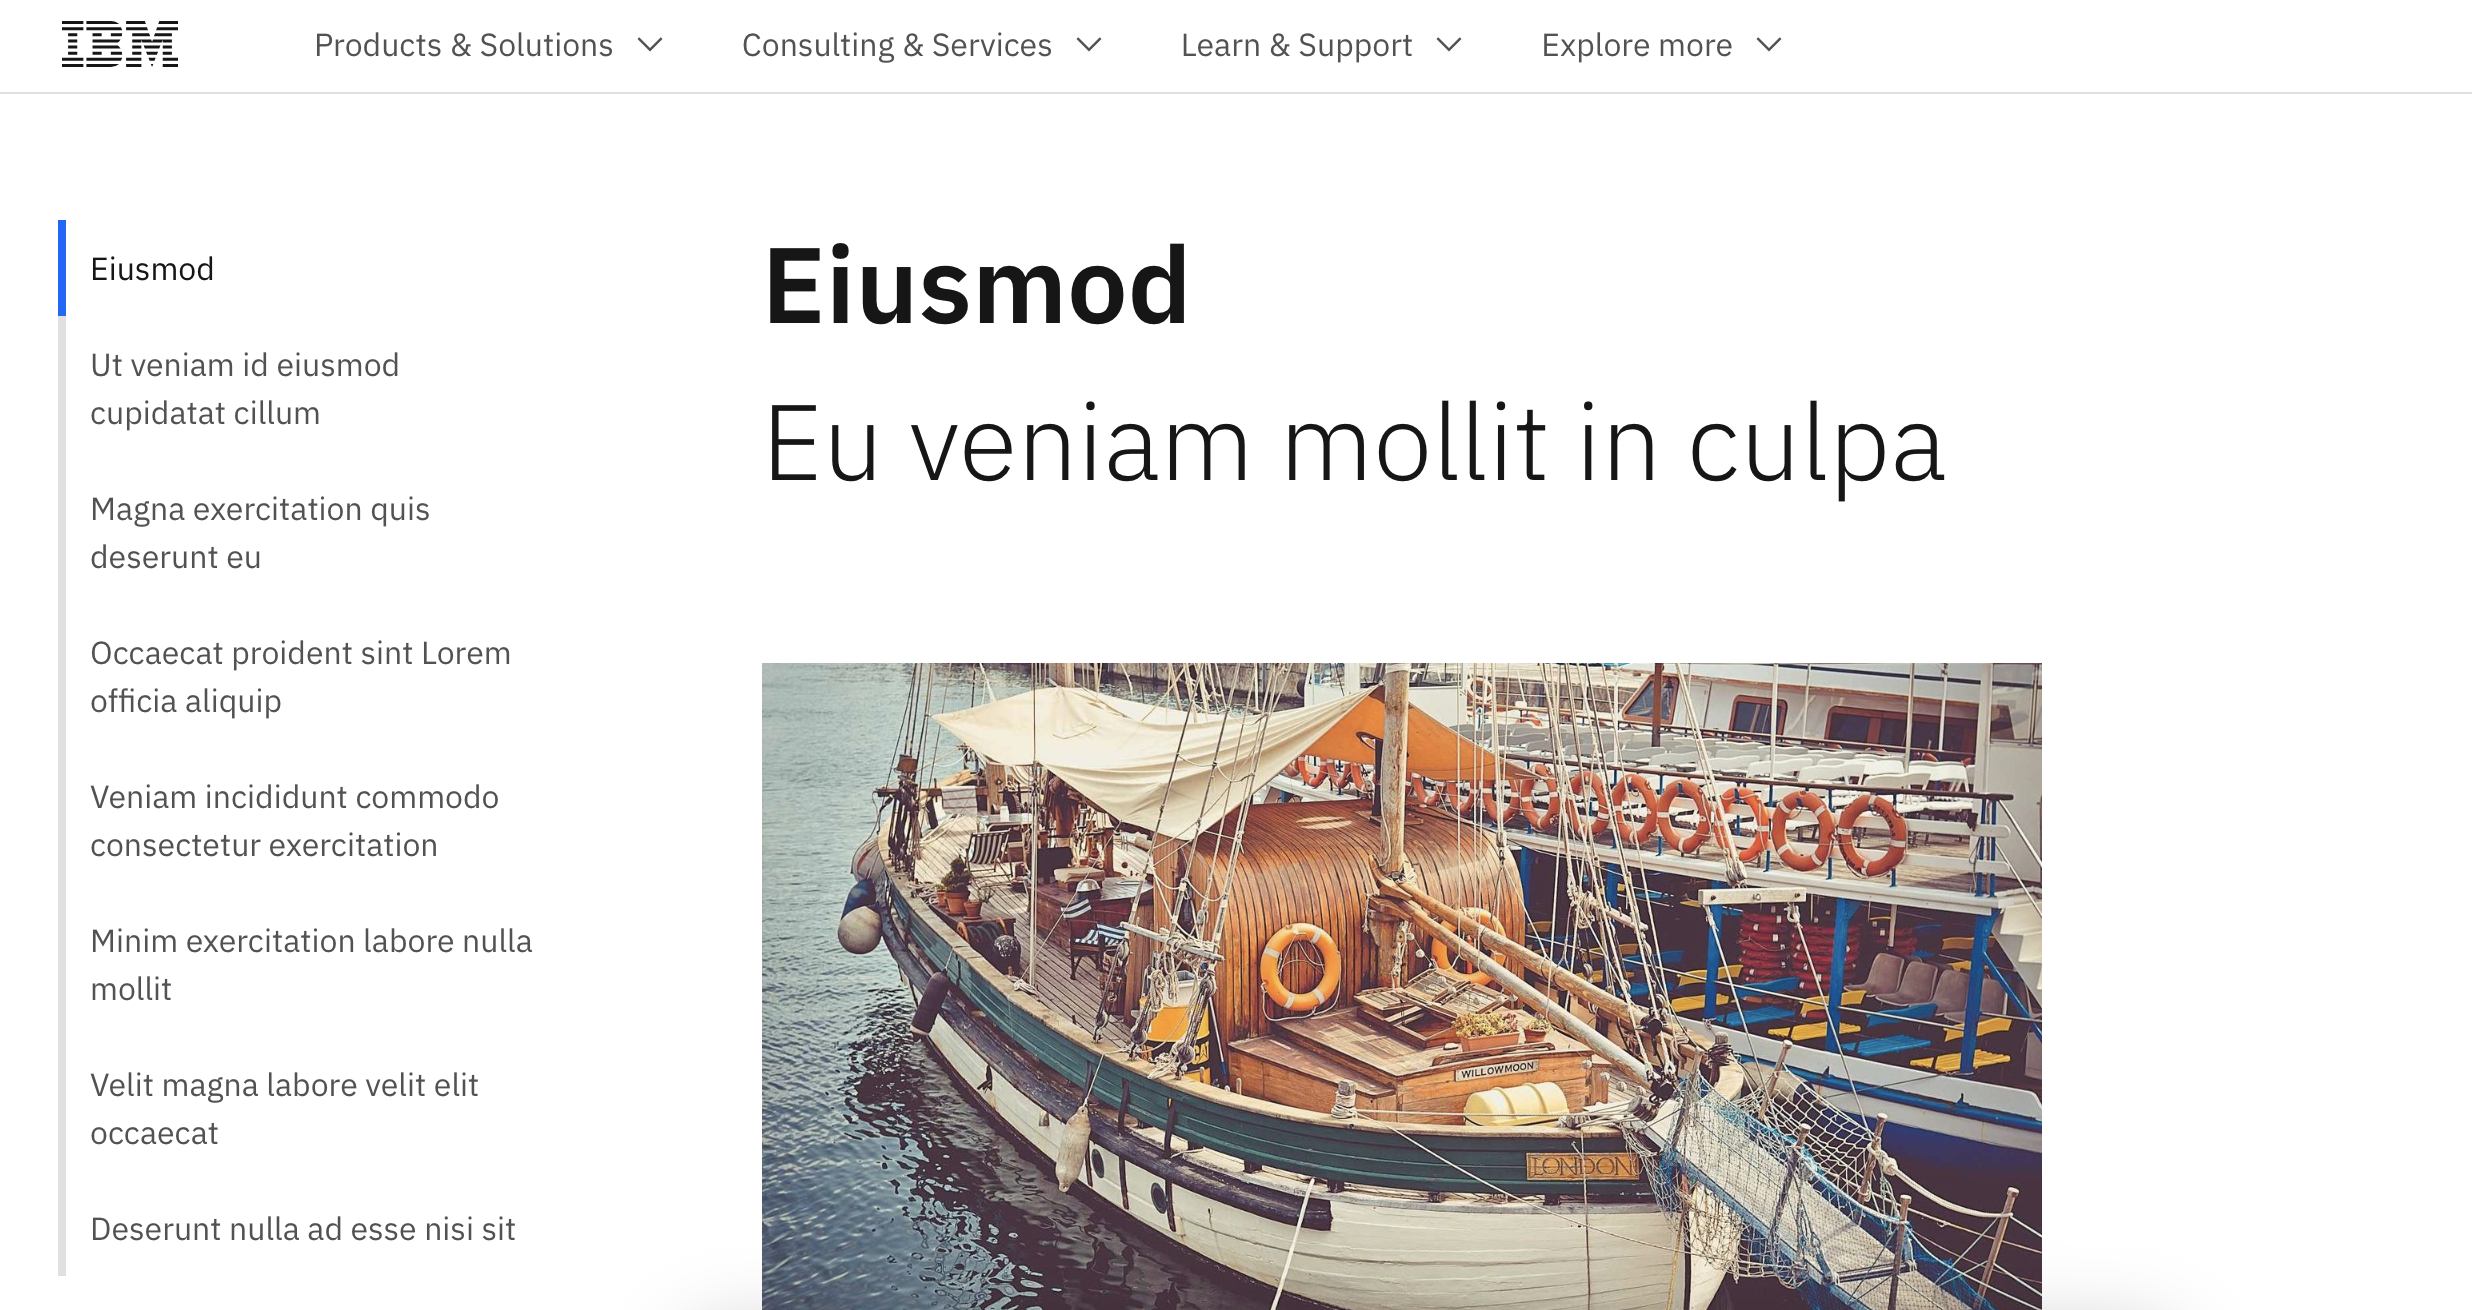 IBM
Products & Solutions
Consulting & Services
Learn & Support
Explore more
Eiusmod
Ut veniam id eiusmod
cupidatat cillum
Magna exercitation quis
deserunt eu
Occaecat proident sint Lorem
officia aliquip
Veniam incididunt commodo
consectetur exercitation
Minim exercitation labore nulla
mollit
Velit magna labore velit elit
occaecat
Deserunt nulla ad esse nisi sit
Eiusmod
Eu veniam mollit in culpa
WILLOWMOON
LONDON